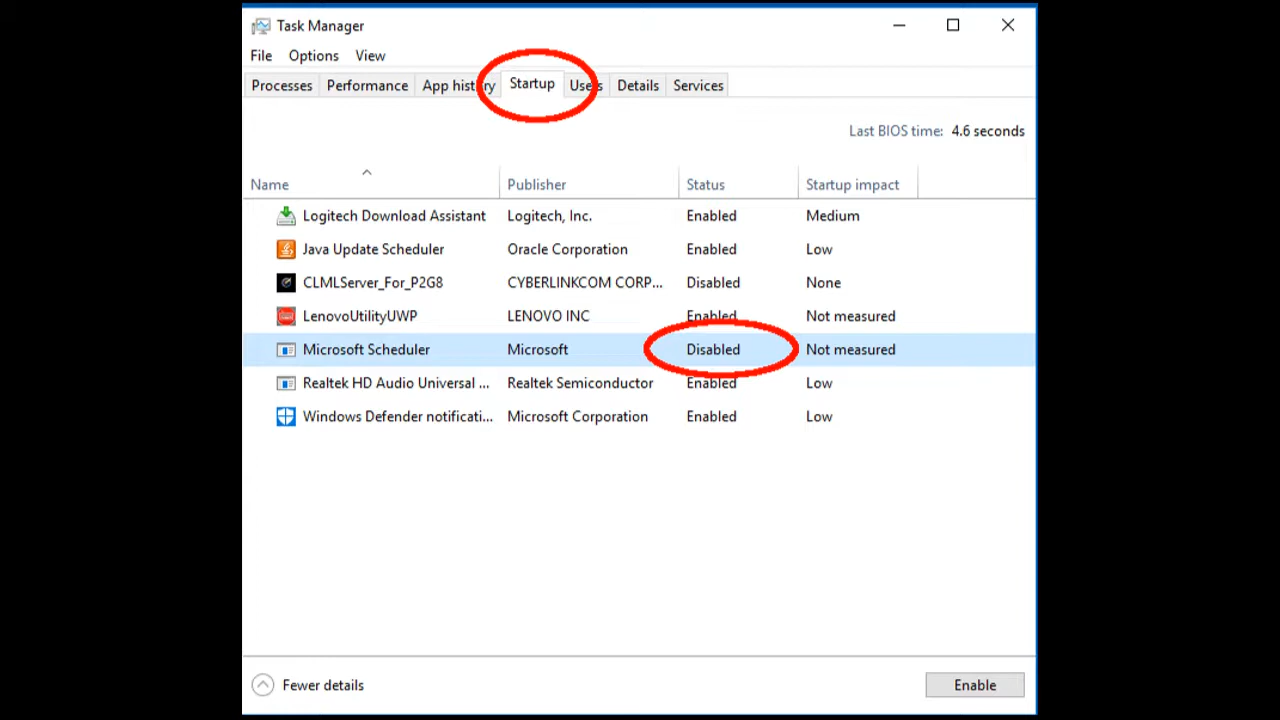 Task Manager
File Options View
Processes Performance App history Startup Users Details Services
Last BIOS time: 4.6 seconds
Name Publisher Status Startup impact
Logitech Download Assistant Logitech, Inc. Enabled Medium
Java Update Scheduler Oracle Corporation Enabled Low
CLMLServer_For_P2G8 CYBERLINKCOM CORP... Disabled None
LenovoUtilityUWP LENOVO INC Enabled Not measured
Microsoft Scheduler Microsoft Disabled Not measured
Realtek HD Audio Universal ... Realtek Semiconductor Enabled Low
Windows Defender notificati... Microsoft Corporation Enabled Low
Fewer details Enable